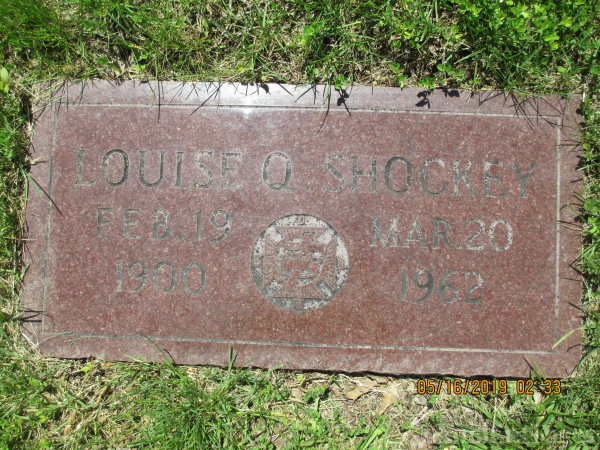 LOUISE Q. SHOCKEY
FEB. 19 MAR. 20
1900 1962
05/16/2019 02:33